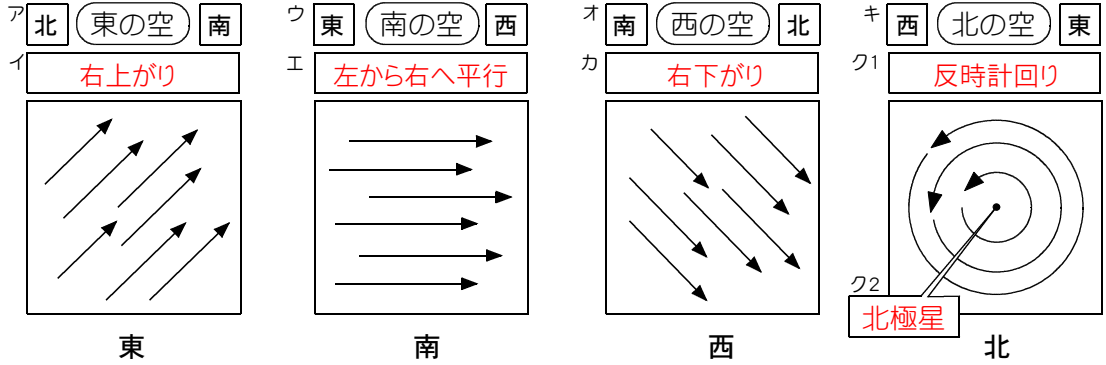 ア 北 東の空 南
イ 右上がり
東
ウ 東 南の空 西
エ 左から右へ平行
南
オ 南 西の空 北
カ 右下がり
西
キ 西 北の空 東
ク1 反時計回り
ク2 北極星
北